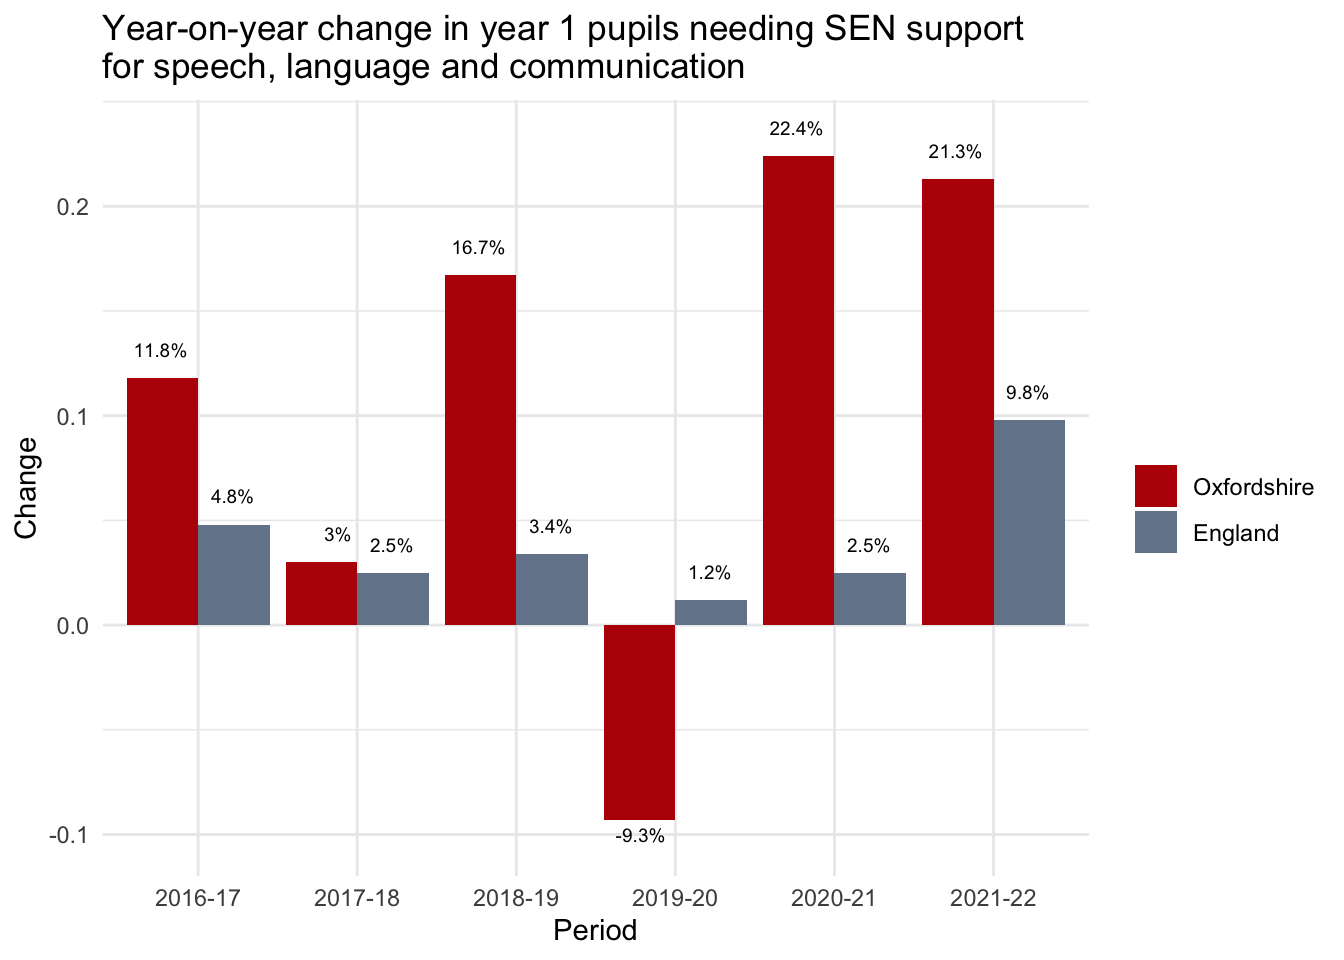 Year-on-year change in year 1 pupils needing SEN support
for speech, language and communication
22.4%
21.3%
0.2
16.7%
11.8%
0.1
9.8%
4.8%
3%
2.5%
3.4%
1.2%
2.5%
0.0
-9.3%
-0.1
Change
Oxfordshire
England
2016-17 2017-18 2018-19 2019-20 2020-21 2021-22
Period